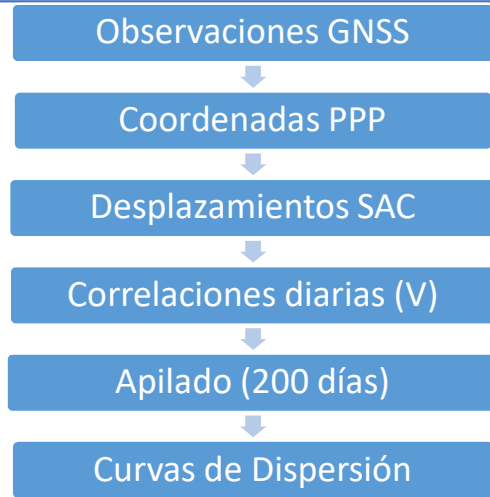 Observaciones GNSS
Coordenadas PPP
Desplazamientos SAC
Correlaciones diarias (V)
Apilado (200 días)
Curvas de Dispersión